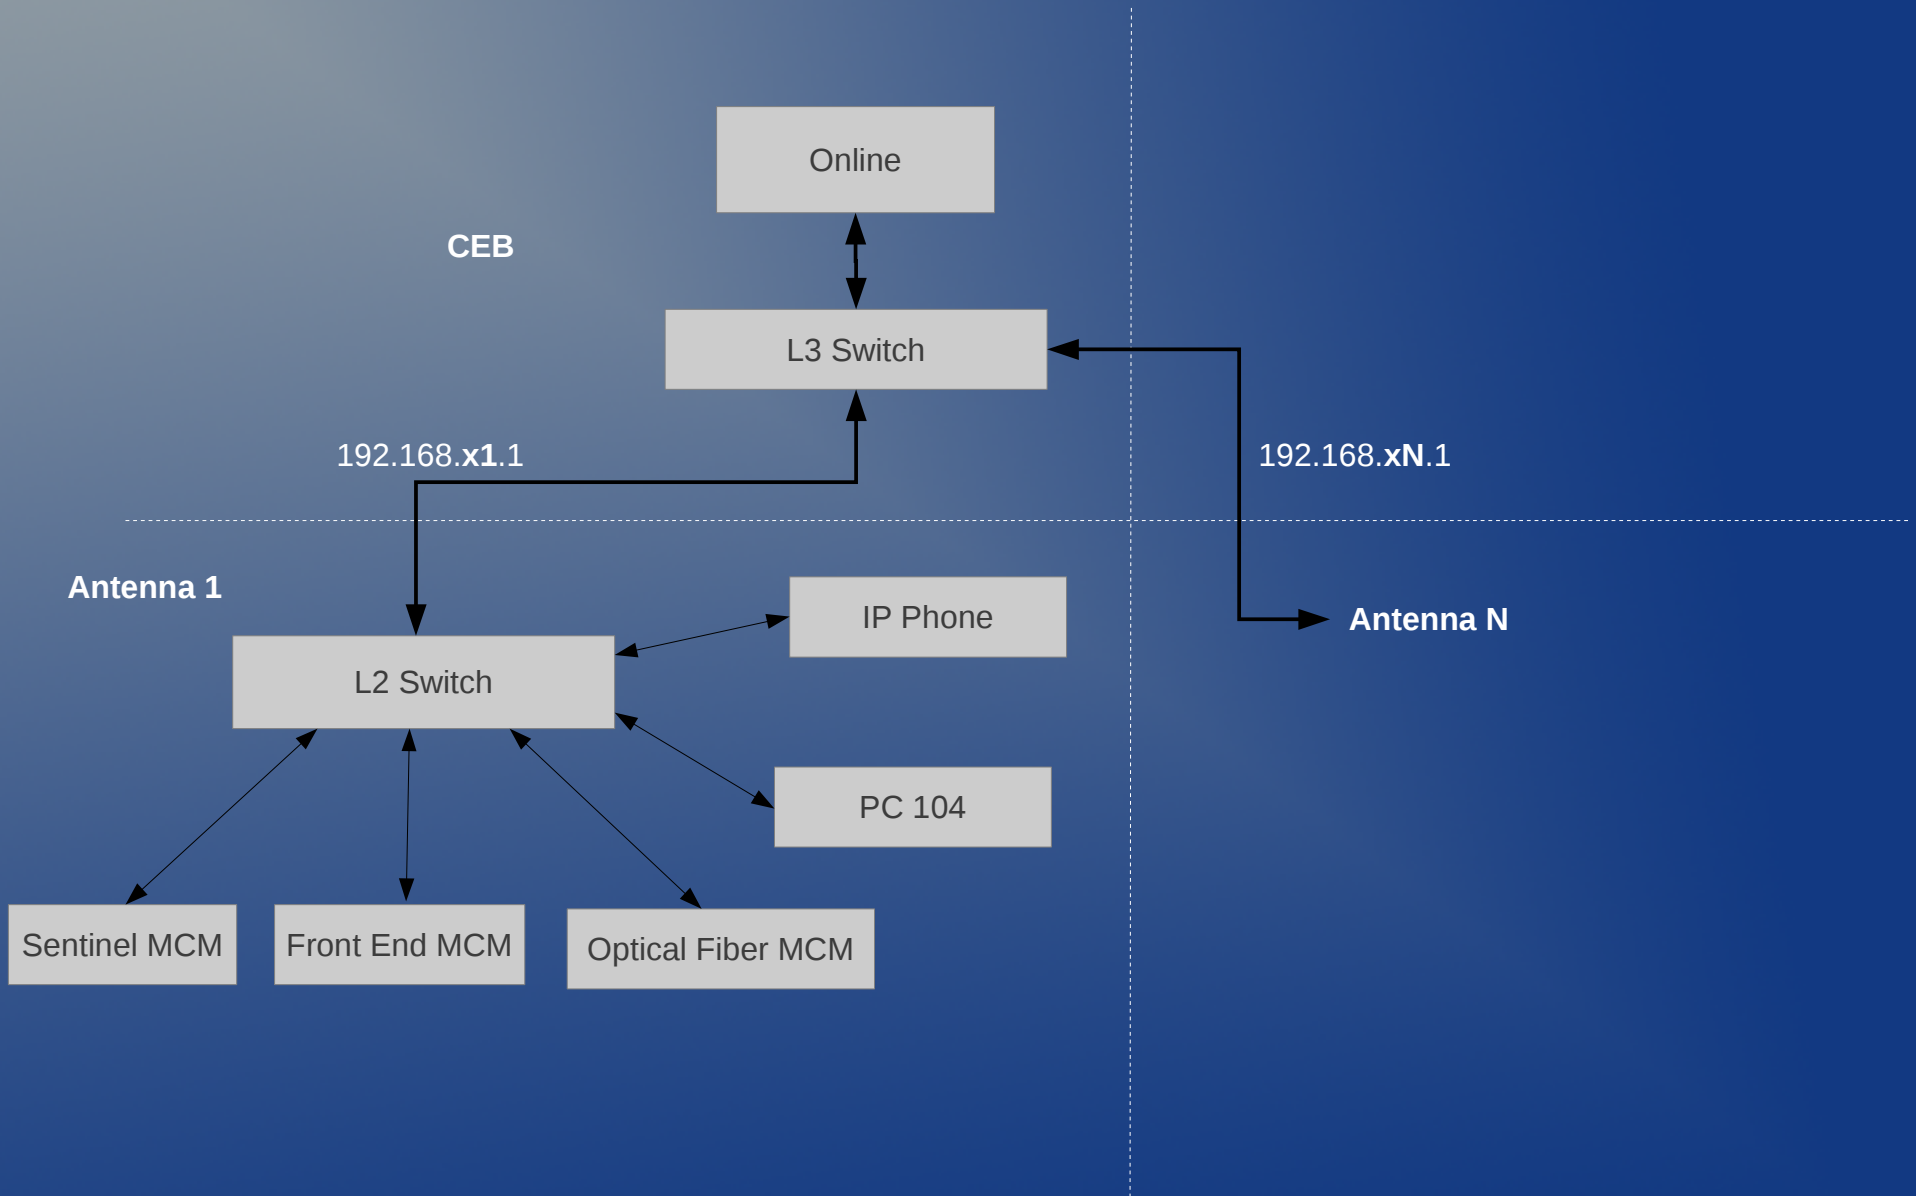 Online
CEB
L3 Switch
192.168.x1.1
192.168.xN.1
Antenna 1
IP Phone
Antenna N
L2 Switch
PC 104
Sentinel MCM
Front End MCM
Optical Fiber MCM